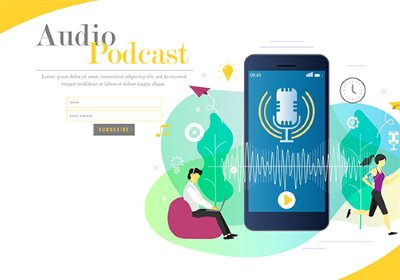 Audio
Podcast
Lorem ipsum dolor sit amet, consectetur adipiscing elit, sed do eiusmod
tempor incididunt ut labore et dolore magna aliqua.
Name
Email address
SUBSCRIBE
09:45